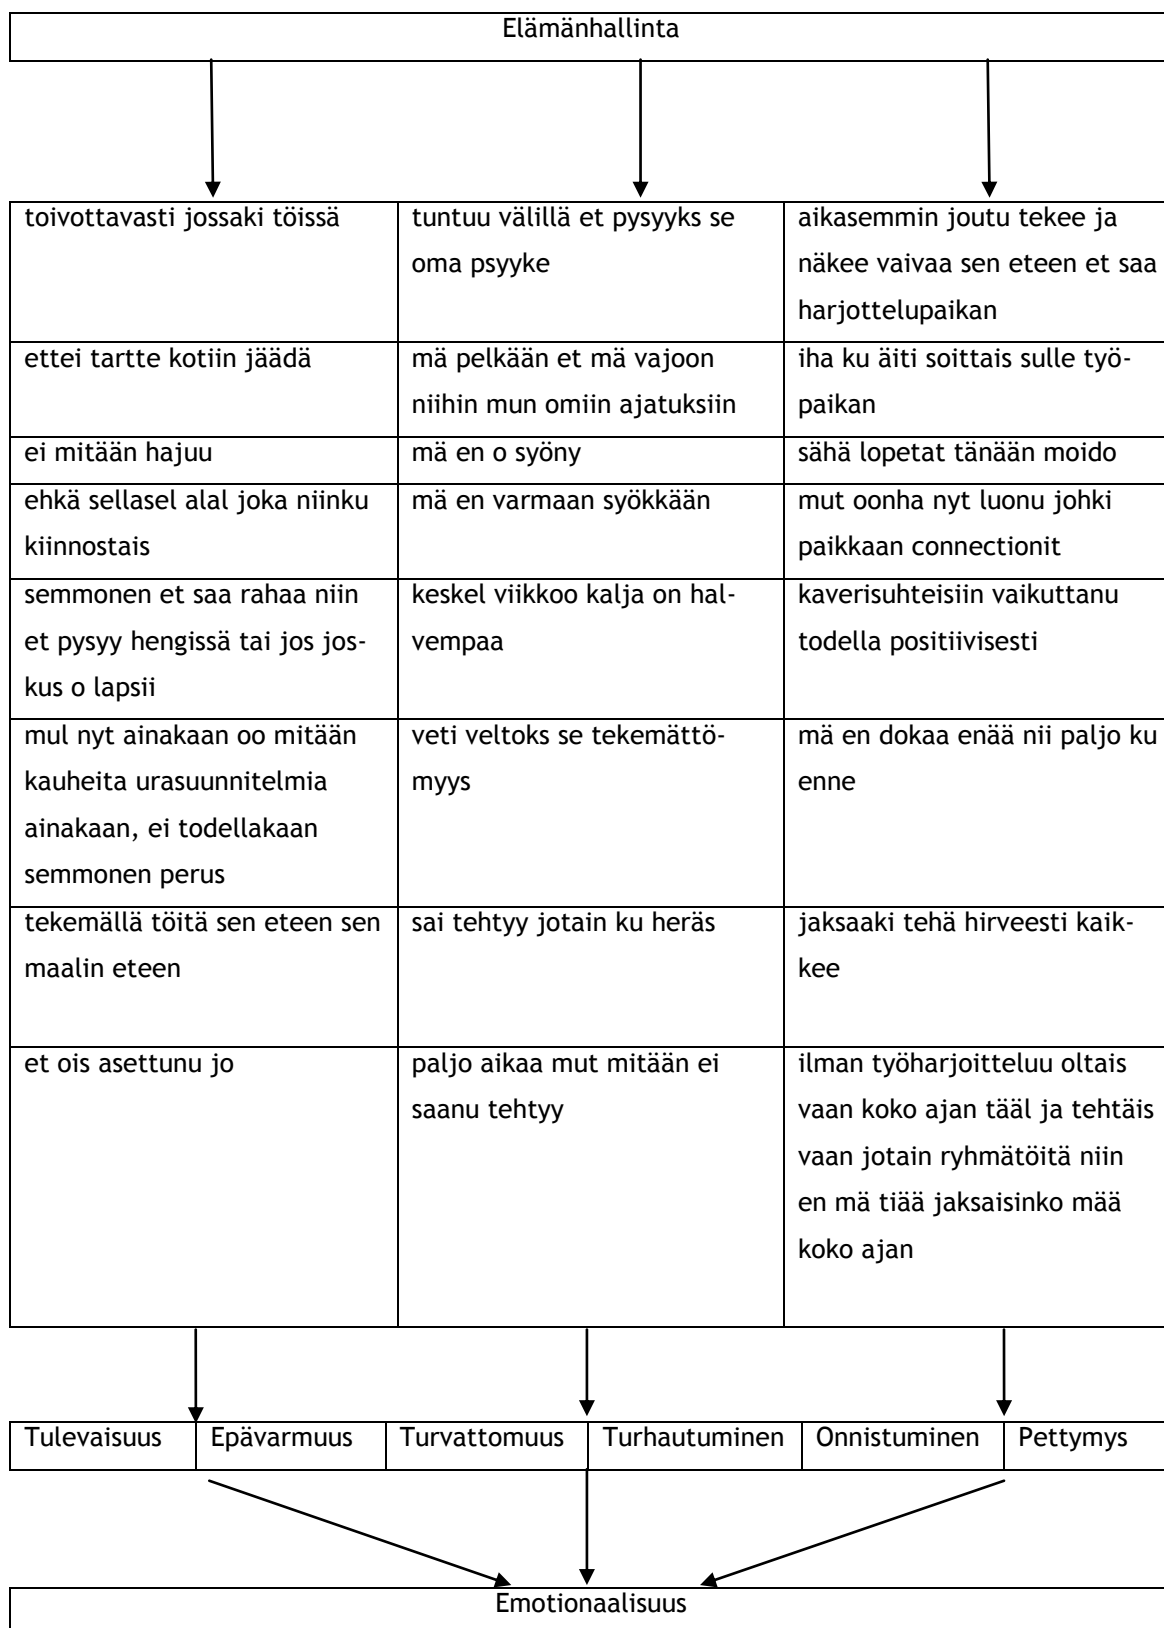 Elämänhallinta
toivottavasti jossaki töissä
tuntuu välillä et pysyyks se
oma psyyke
aikasemmin joutu tekee ja
näkee vaivaa sen eteen et saa
harjottelupaikan
ettei tartte kotiin jäädä
mä pelkään et mä vajoon
niihin mun omiin ajatuksiin
iha ku äiti soittais sulle työ-
paikan
ei mitään hajuu
mä en o syöny
sähä lopetat tänään moido
ehkä sellasel alal joka niinku
kiinnostais
mä en varmaan syökkään
mut oonha nyt luonu johki
paikkaan connectionit
semmonen et saa rahaa niin
et pysyy hengissä tai jos jos-
kus o lapsii
keskel viikkoo kalja on hal-
vempaa
kaverisuhteisiin vaikuttanu
todella positiivisesti
mul nyt ainakaan oo mitään
kauheita urasuunnitelmia
ainakaan, ei todellakaan
semmonen perus
veti veltoks se tekemättö-
myys
mä en dokaa enää nii paljo ku
enne
tekemällä töitä sen eteen sen
maalin eteen
sai tehtyy jotain ku heräs
jaksaaki tehä hirveesti kaik-
kee
et ois asettunu jo
paljo aikaa mut mitään ei
saanu tehtyy
ilman työharjoitteluu oltais
vaan koko ajan tääl ja tehtäis
vaan jotain ryhmätöitä niin
en mä tiää jaksaisinko mää
koko ajan
Tulevaisuus Epävarmuus Turvattomuus Turhautuminen Onnistuminen Pettymys
Emotionaalisuus